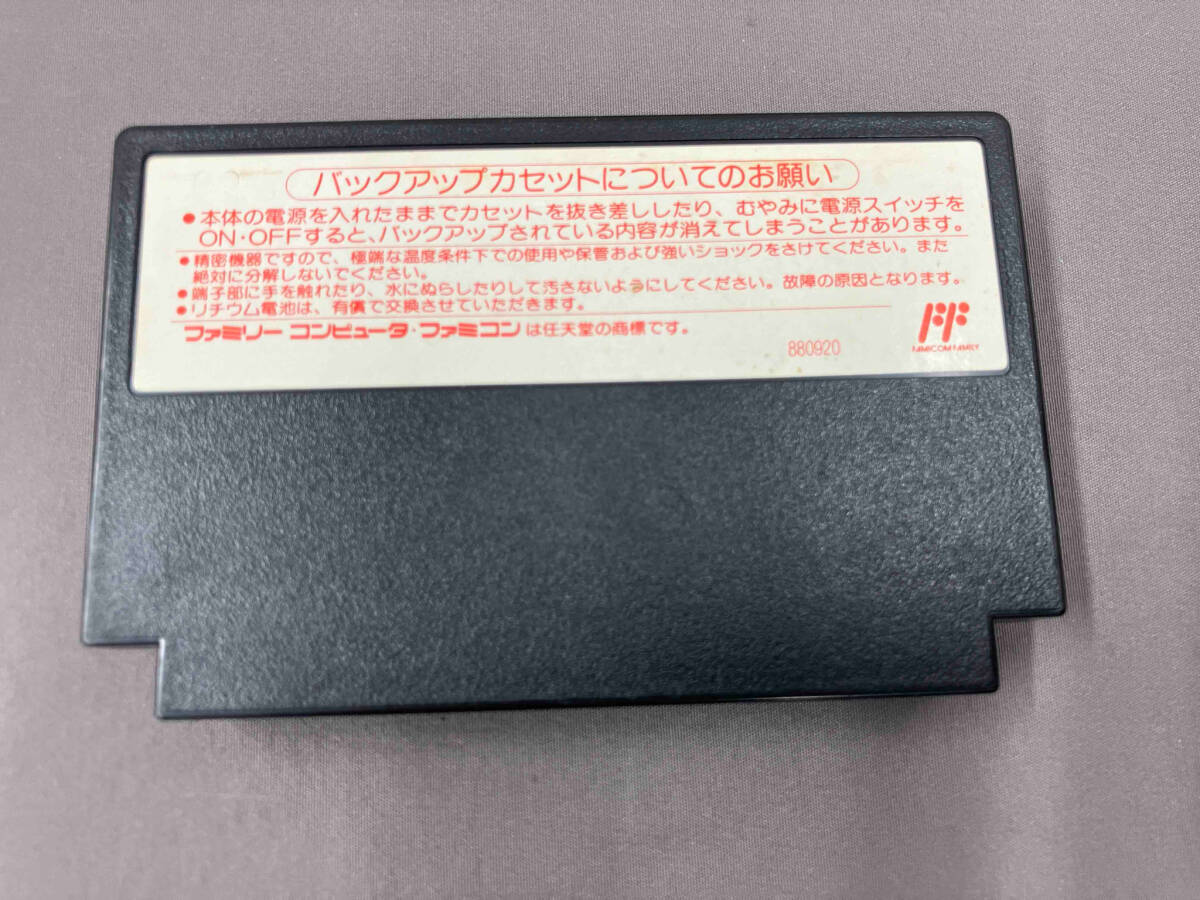 バックアップカセットについてのお願い
●本体の電源を入れたままでカセットを抜き差ししたり、むやみに電源スイッチを
ON・OFFすると、バックアップされている内容が消えてしまうことがあります。
●精密機器ですので、極端な温度条件下での使用や保管および強いショックをさけてください。また
絶対に分解しないでください。
●端子部に手を触れたり、水にぬらしたりして汚さないようにしてください。故障の原因となります。
●リチウム電池は、有償で交換させていただきます。
ファミリーコンピュータ・ファミコンは任天堂の商標です。
880920
FAMICOM FAMILY